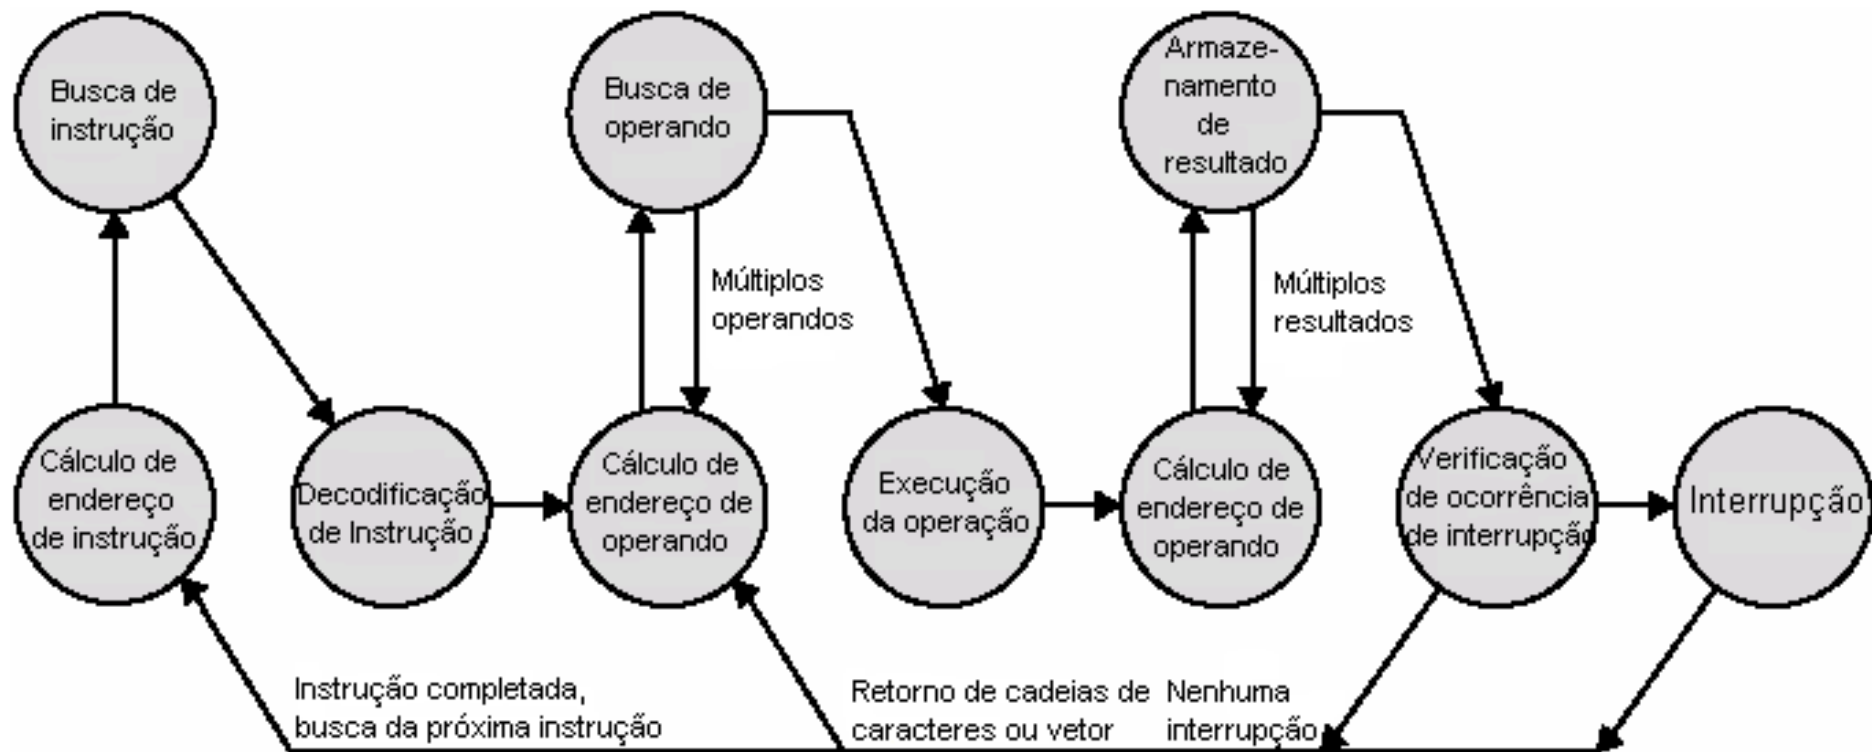 Busca de
instrução
Busca de
operando
Armaze-
namento
de
resultado
Múltiplos
operandos
Múltiplos
resultados
Cálculo de
endereço
de instrução
Decodificação
de Instrução
Cálculo de
endereço de
operando
Execução
da operação
Cálculo de
endereço de
operando
Verificação
de ocorrência
de interrupção
Interrupção
Instrução completada,
busca da próxima instrução
Retorno de cadeias de
caracteres ou vetor
Nenhuma
interrupção